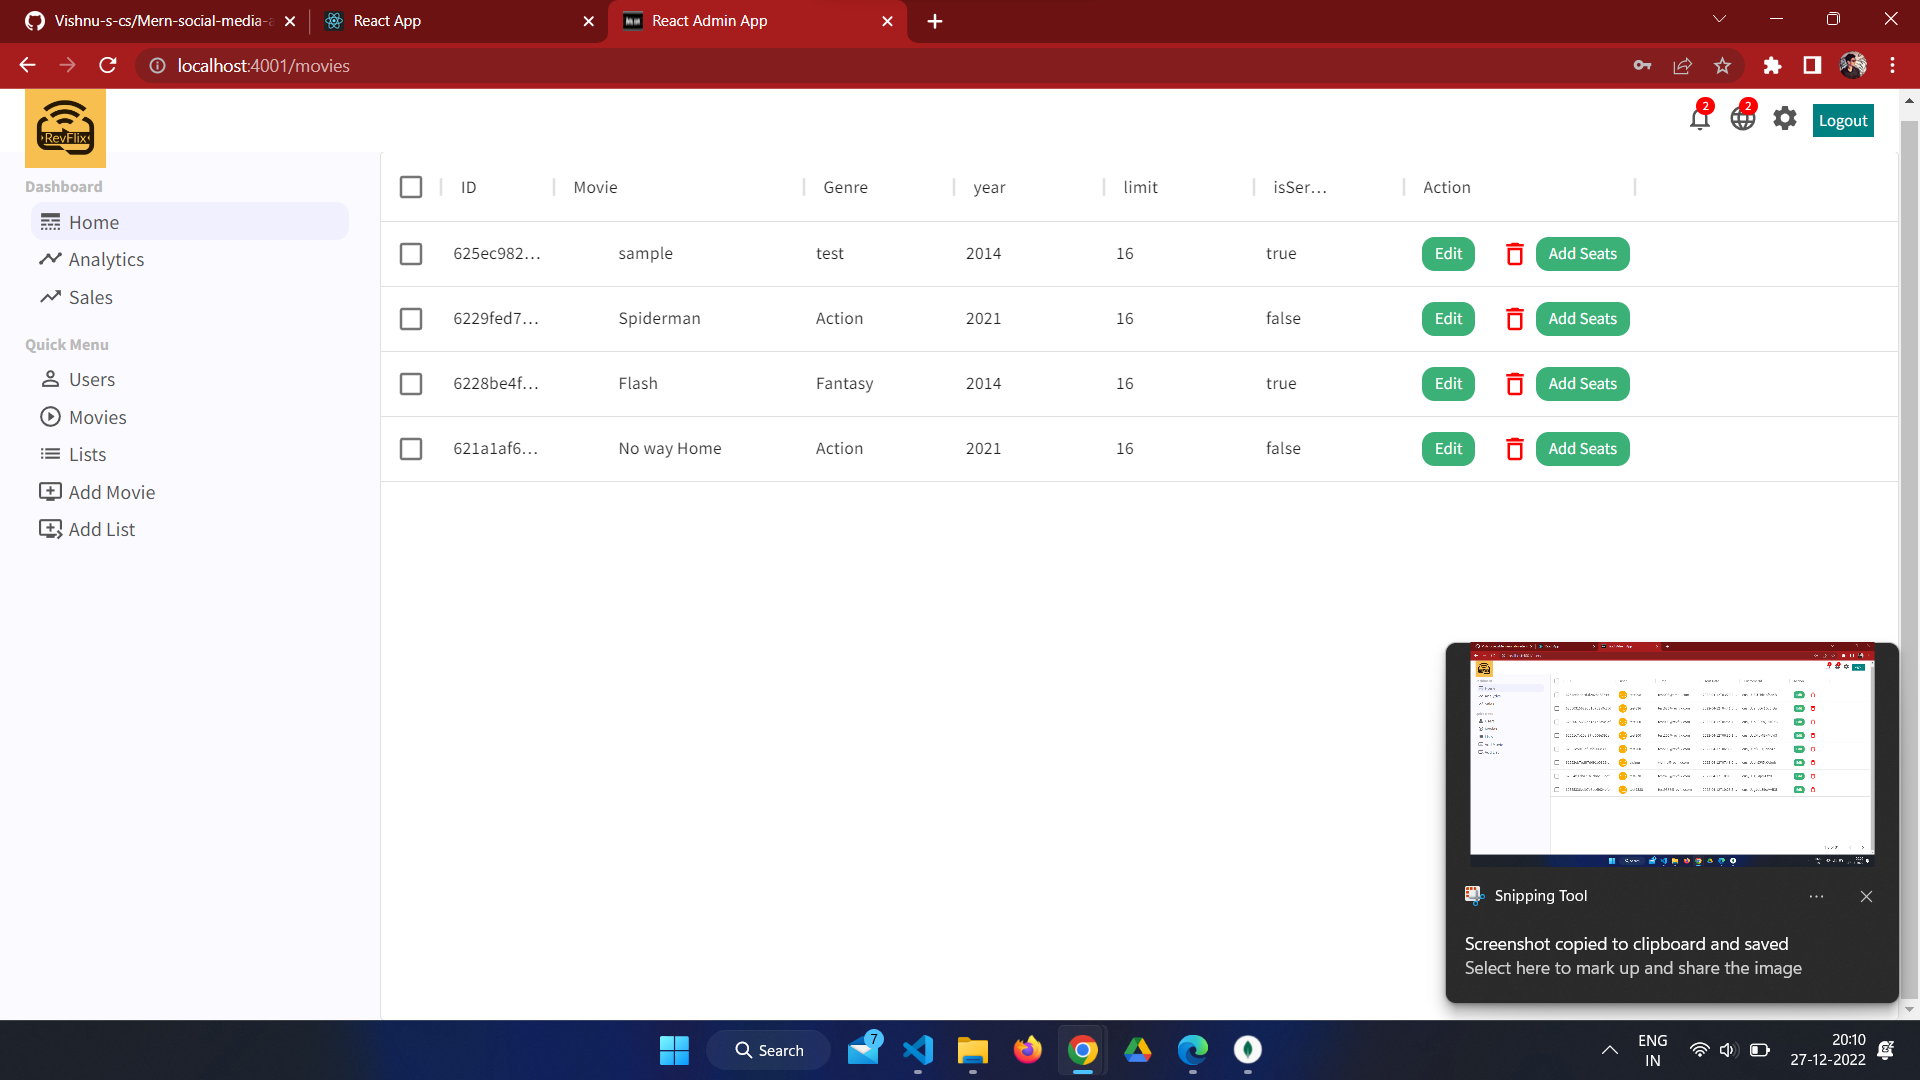 Vishnu-s-cs/Mern-social-media-a
React App
React Admin App
localhost:4001/movies
RevFlix
2
2
Logout
Dashboard
Home
Analytics
Sales
Quick Menu
Users
Movies
Lists
Add Movie
Add List
ID Movie Genre year limit isSer... Action
625ec982... sample test 2014 16 true Edit Add Seats
6229fed7... Spiderman Action 2021 16 false Edit Add Seats
6228be4f... Flash Fantasy 2014 16 true Edit Add Seats
621a1af6... No way Home Action 2021 16 false Edit Add Seats
Snipping Tool
Screenshot copied to clipboard and saved
Select here to mark up and share the image
Search
7
ENG
IN
20:10
27-12-2022